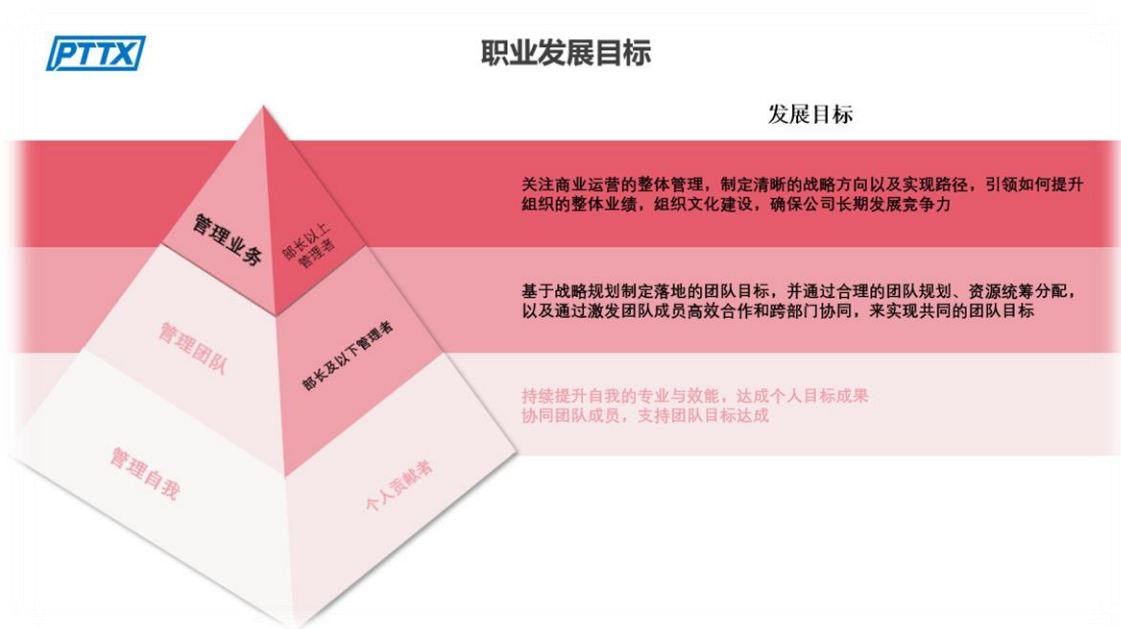 PTTX
职业发展目标
发展目标
管理业务
部长以上
管理者
关注商业运营的整体管理，制定清晰的战略方向以及实现路径，引领如何提升
组织的整体业绩，组织文化建设，确保公司长期发展竞争力
管理团队
部长及以下管理者
基于战略规划制定落地的团队目标，并通过合理的团队规划、资源统筹分配，
以及通过激发团队成员高效合作和跨部门协同，来实现共同的团队目标
管理自我
个人贡献者
持续提升自我的专业与效能，达成个人目标成果
协同团队成员，支持团队目标达成